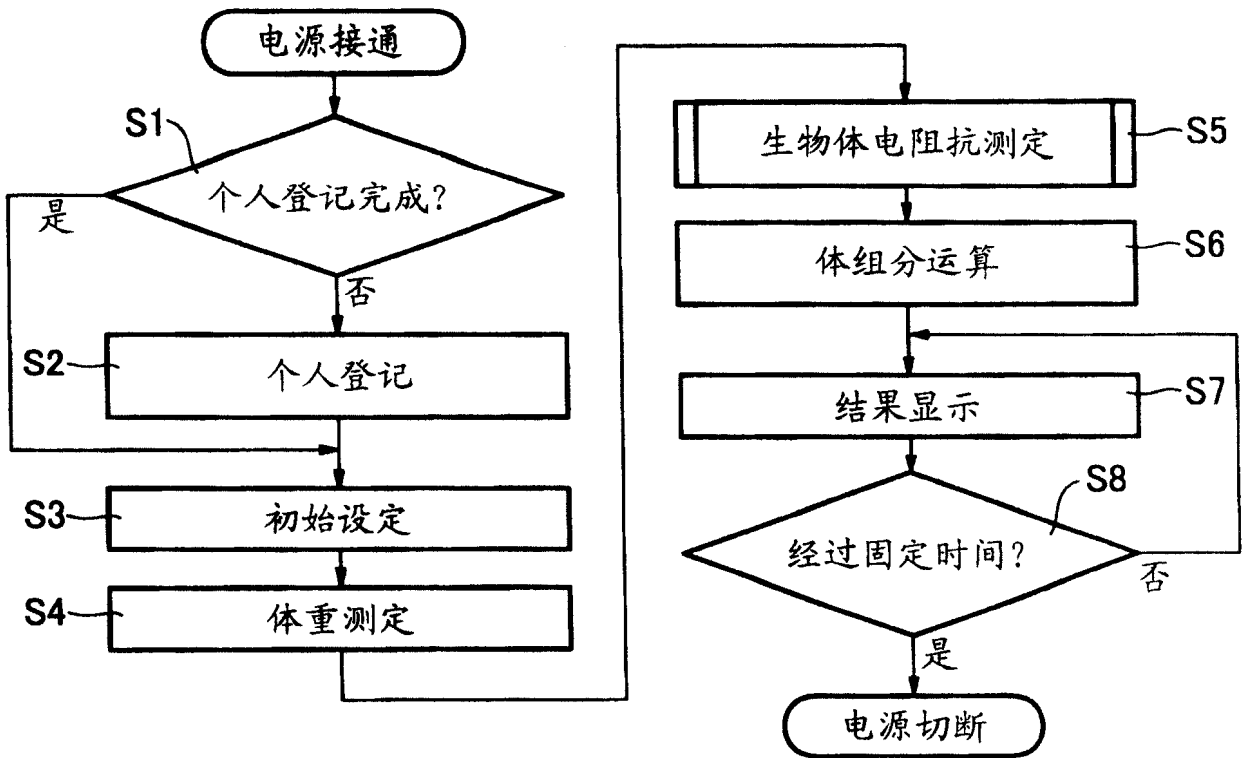 电源接通
S1
个人登记完成?
是
否
S2
个人登记
S3
初始设定
S4
体重测定
生物体电阻抗测定
S5
体组分运算
S6
结果显示
S7
S8
经过固定时间?
否
是
电源切断